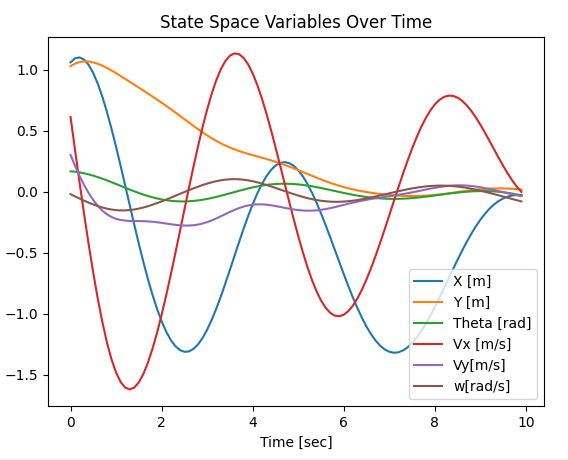 State Space Variables Over Time
1.0
0.5
0.0
−0.5
−1.0
−1.5
X [m]
Y [m]
Theta [rad]
Vx [m/s]
Vy[m/s]
w[rad/s]
0 2 4 6 8 10
Time [sec]